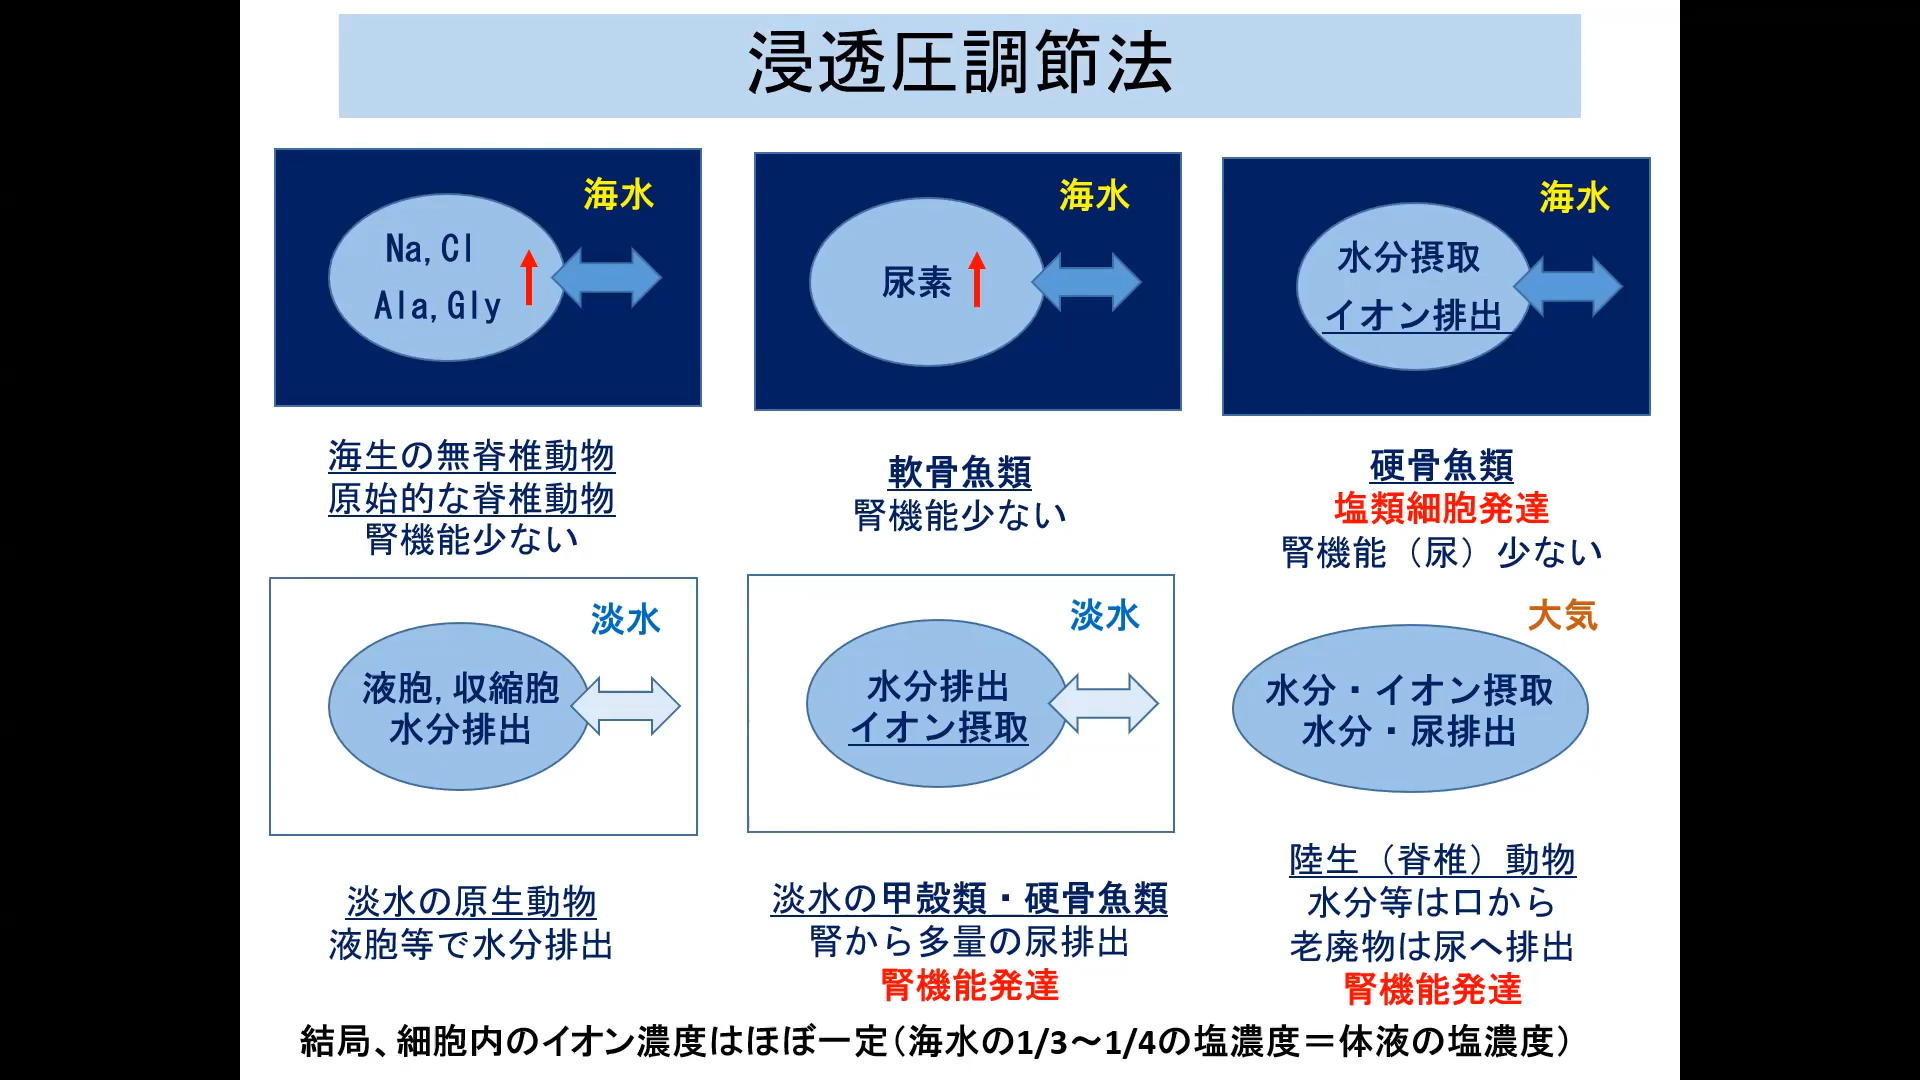 浸透圧調節法
海水
Na,Cl
Ala,Gly
海生の無脊椎動物
原始的な脊椎動物
腎機能少ない
海水
尿素
軟骨魚類
腎機能少ない
海水
水分摂取
イオン排出
硬骨魚類
塩類細胞発達
腎機能（尿）少ない
淡水
液胞,収縮胞
水分排出
淡水の原生動物
液胞等で水分排出
淡水
水分排出
イオン摂取
淡水の甲殻類・硬骨魚類
腎から多量の尿排出
腎機能発達
大気
水分・イオン摂取
水分・尿排出
陸生（脊椎）動物
水分等は口から
老廃物は尿へ排出
腎機能発達
結局、細胞内のイオン濃度はほぼ一定（海水の1/3～1/4の塩濃度＝体液の塩濃度）